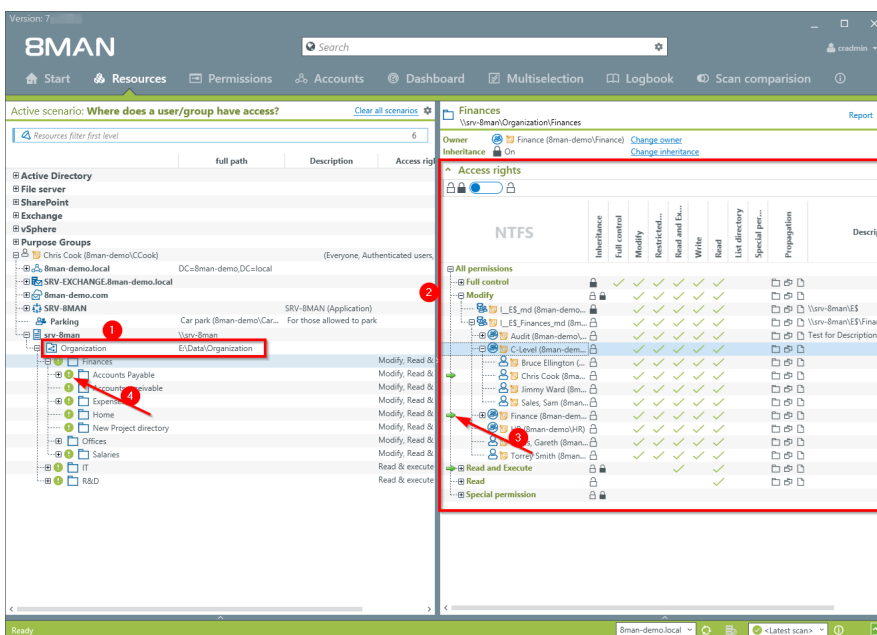 Version: 7
8MAN
Search
cradmin
Start Resources Permissions Accounts Dashboard Multiselection Logbook Scan comparision
Active scenario: Where does a user/group have access?
Clear all scenarios
Resources filter first level
6
full path Description Access righ
Active Directory
File server
SharePoint
Exchange
vSphere
Purpose Groups
Chris Cook (8man-demo\CCook) (Everyone, Authenticated users,
8man-demo.local DC=8man-demo,DC=local
SRV-EXCHANGE.8man-demo.local
8man-demo.com
SRV-8MAN SRV-8MAN (Application)
Parking Car park (8man-demo\Car... For those allowed to park
1
srv-8man \\srv-8man
Organization E:\Data\Organization
Finances Modify, Read &
Accounts Payable Modify, Read &
Accounts Receivable Modify, Read &
4
Expenses Modify, Read &
Home Modify, Read &
New Project directory Modify, Read &
Offices Modify, Read &
Salaries Modify, Read &
IT Read & execute
R&D Read & execute
Finances
\\srv-8man\Organization\Finances
Report
Owner Finance (8man-demo\Finance) Change owner
Inheritance On Change inheritance
Access rights
NTFS
Inheritance
Full control
Modify
Restricted...
Read and Ex...
Write
Read
List directory
Special per...
Propagation
Descrip
2
All permissions
Full control
Modify
I_E$_md (8man-demo... \\srv-8man\E$
I_E$_Finances_md (8m... \\srv-8man\E$\Finan
Audit (8man-demo\... Test for Description
C-Level (8man-dem...
Bruce Ellington (...
Chris Cook (8ma...
Jimmy Ward (8m...
Sales, Sam (8man...
Finance (8man-dem...
HR (8man-demo\HR)
3
, Gareth (8man...
Torrey Smith (8man...
Read and Execute
Read
Special permission
Ready
8man-demo.local
<Latest scan>